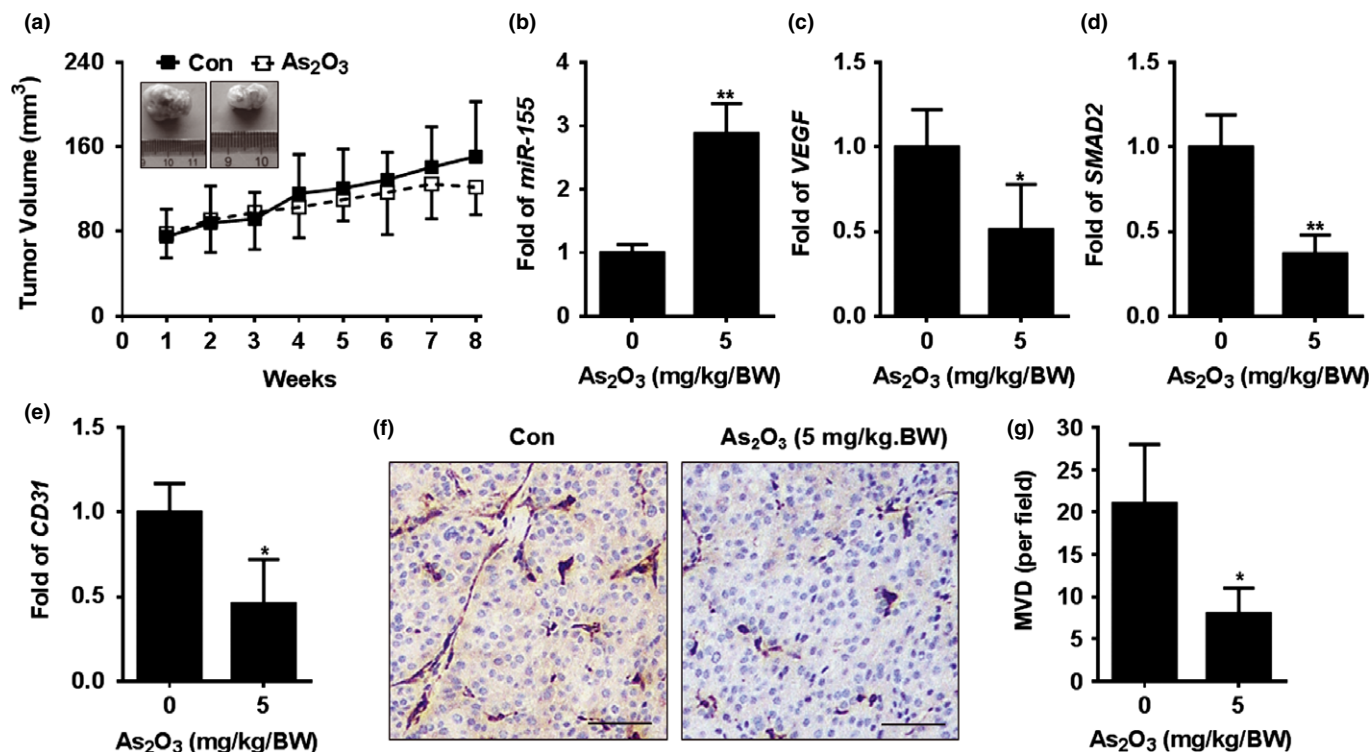 (a)
Tumor Volume (mm³)
240
160
80
0
Con
As₂O₃
9 10 11
9 10
0 1 2 3 4 5 6 7 8
Weeks
(b)
Fold of miR-155
4
3
2
1
0
**
0 5
As₂O₃ (mg/kg/BW)
(c)
Fold of VEGF
1.5
1.0
0.5
0.0
*
0 5
As₂O₃ (mg/kg/BW)
(d)
Fold of SMAD2
1.5
1.0
0.5
0.0
**
0 5
As₂O₃ (mg/kg/BW)
(e)
Fold of CD31
1.5
1.0
0.5
0.0
*
0 5
As₂O₃ (mg/kg/BW)
(f)
Con
As₂O₃ (5 mg/kg.BW)
(g)
MVD (per field)
30
25
20
15
10
5
0
*
0 5
As₂O₃ (mg/kg/BW)